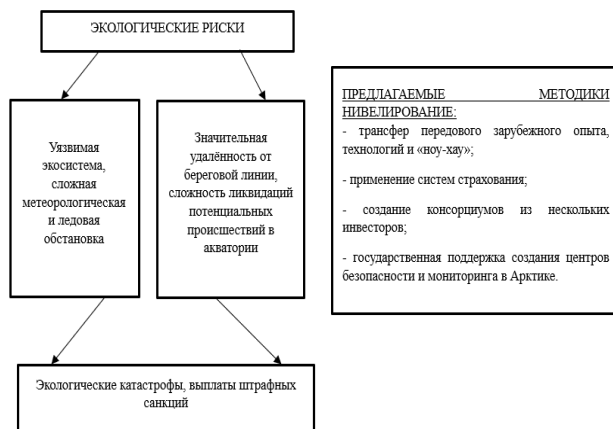 ЭКОЛОГИЧЕСКИЕ РИСКИ
Уязвимая
экосистема,
сложная
метеорологическая
и ледовая
обстановка
Значительная
удалённость от
береговой линии,
сложность ликвидаций
потенциальных
происшествий в
акватории
Экологические катастрофы, выплаты штрафных
санкций
ПРЕДЛАГАЕМЫЕ МЕТОДИКИ
НИВЕЛИРОВАНИЕ:
- трансфер передового зарубежного опыта,
технологий и «ноу-хау»;
- применение систем страхования;
- создание консорциумов из нескольких
инвесторов;
- государственная поддержка создания центров
безопасности и мониторинга в Арктике.